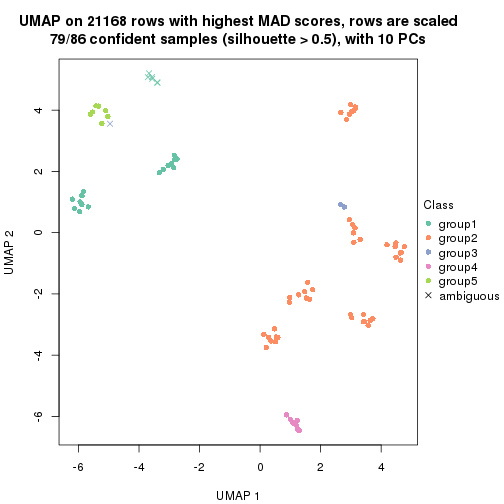 UMAP on 21168 rows with highest MAD scores, rows are scaled
79/86 confident samples (silhouette > 0.5), with 10 PCs
4
2
0
-2
-4
-6
UMAP 2
-6
-4
-2
0
2
4
UMAP 1
Class
group1
group2
group3
group4
group5
ambiguous